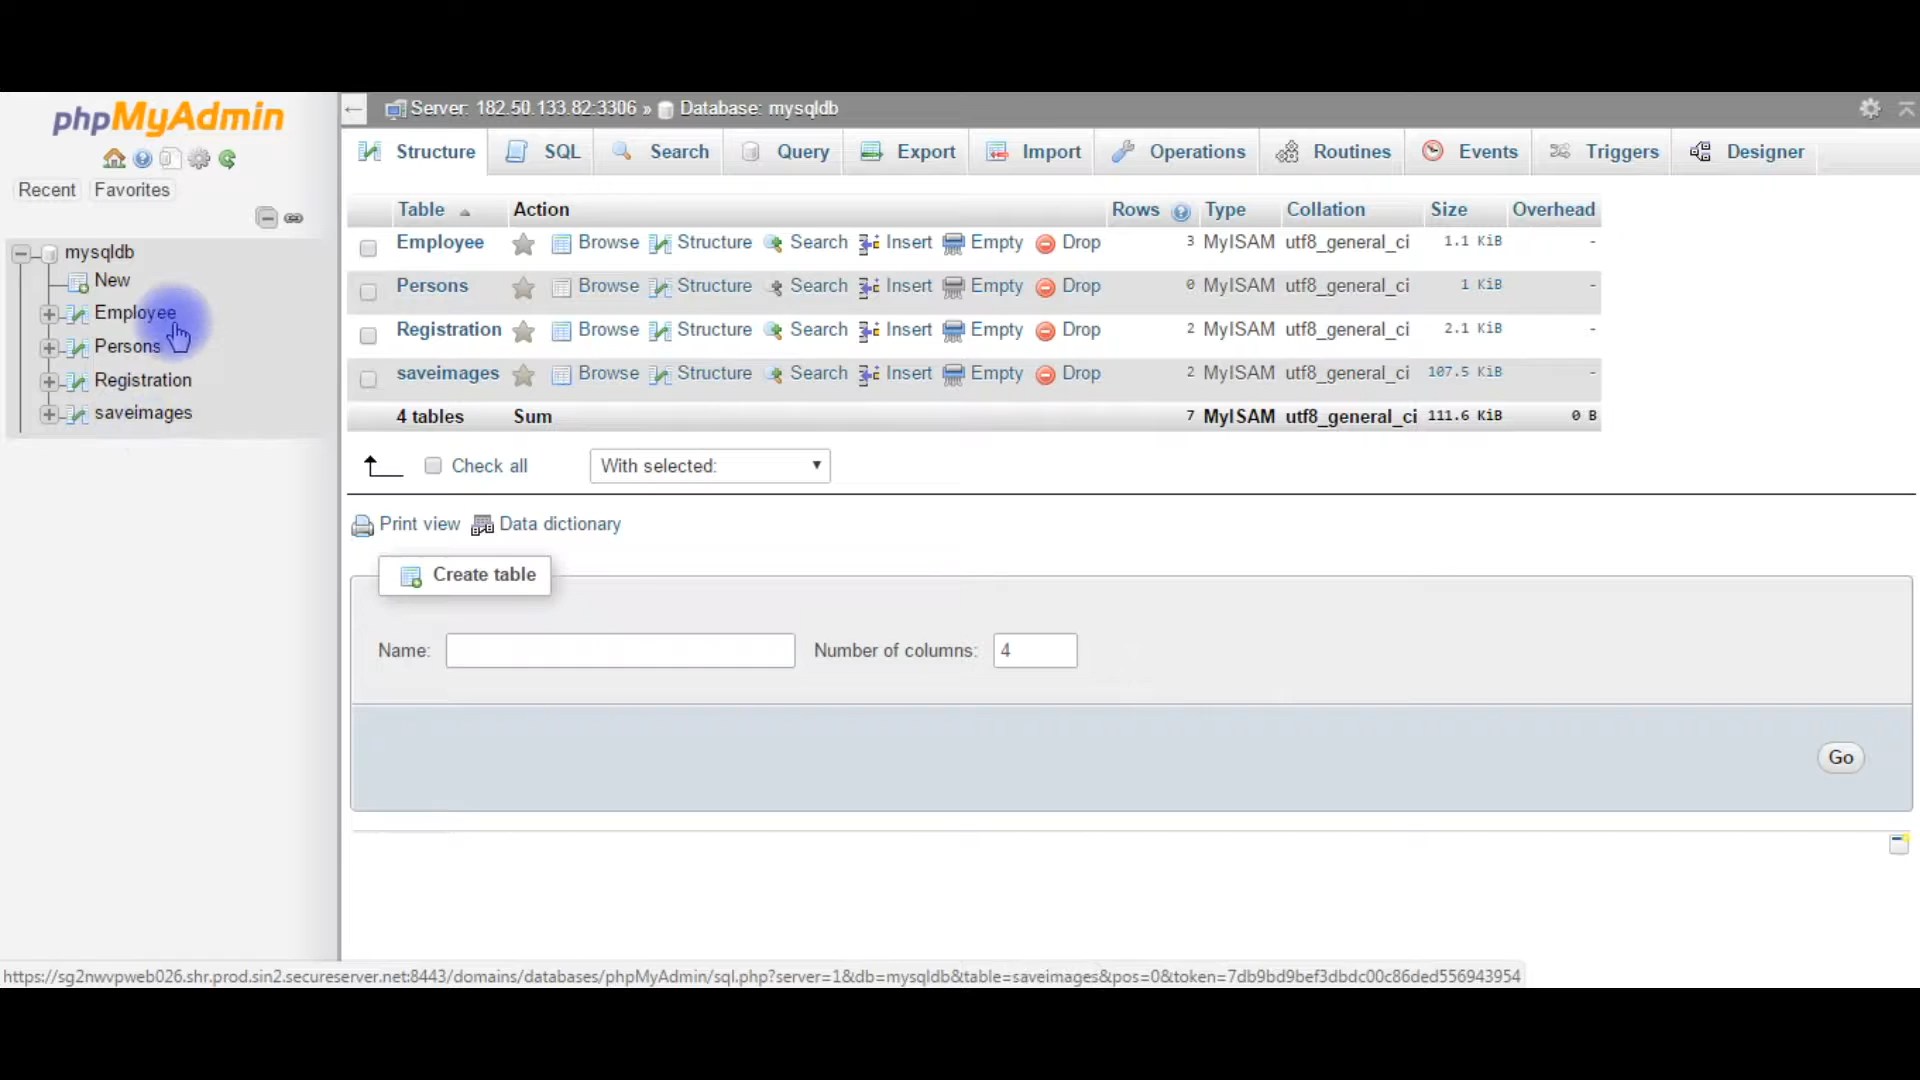 phpMyAdmin
Recent Favorites
mysqldb
New
Employee
Persons
Registration
saveimages
Server: 182.50.133.82:3306 » Database: mysqldb
Structure SQL Search Query Export Import Operations Routines Events Triggers Designer
Table Action Rows Type Collation Size Overhead
Employee Browse Structure Search Insert Empty Drop 3 MyISAM utf8_general_ci 1.1 KiB -
Persons Browse Structure Search Insert Empty Drop 0 MyISAM utf8_general_ci 1 KiB -
Registration Browse Structure Search Insert Empty Drop 2 MyISAM utf8_general_ci 2.1 KiB -
saveimages Browse Structure Search Insert Empty Drop 2 MyISAM utf8_general_ci 107.5 KiB -
4 tables Sum 7 MyISAM utf8_general_ci 111.6 KiB 0 B
Check all With selected:
Print view Data dictionary
Create table
Name: Number of columns: 4
Go
https://sg2nwvpweb026.shr.prod.sin2.secureserver.net:8443/domains/databases/phpMyAdmin/sql.php?server=1&db=mysqldb&table=saveimages&pos=0&token=7db9bd9bef3dbdc00c86ded556943954